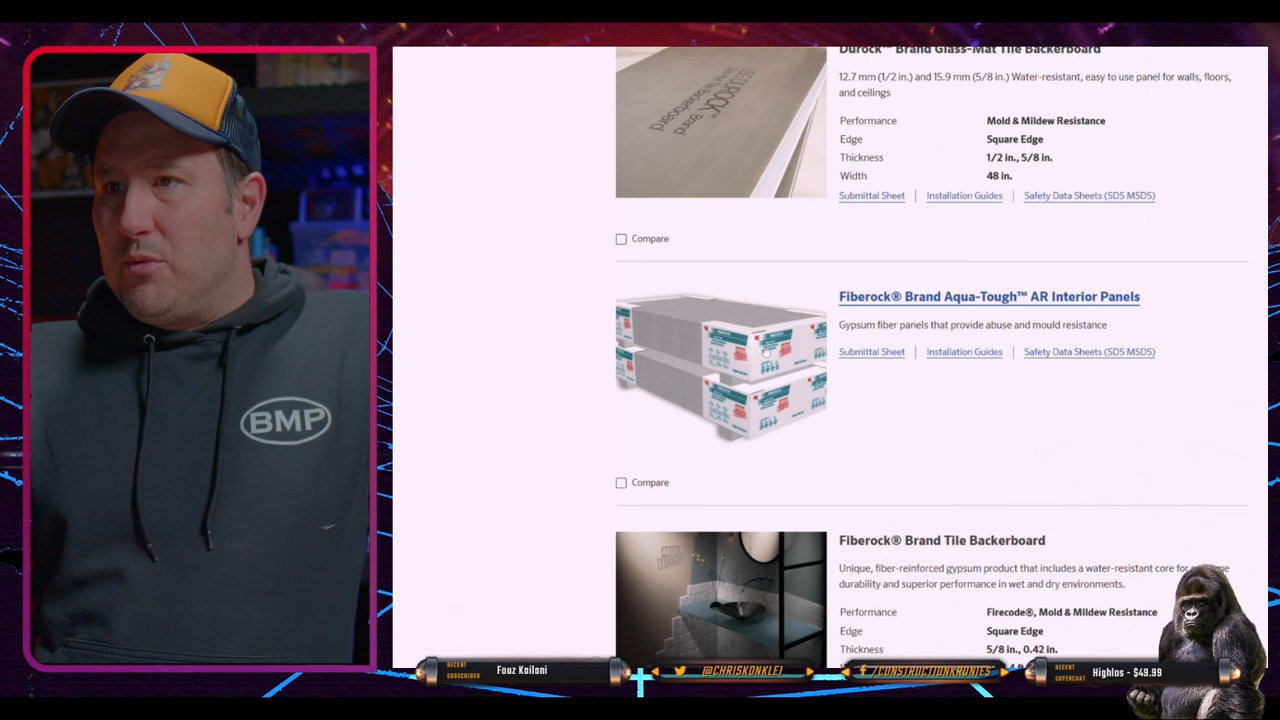 Durock™ Brand Glass-Mat Tile Backerboard
12.7 mm (1/2 in.) and 15.9 mm (5/8 in.) Water-resistant, easy to use panel for walls, floors,
and ceilings
Performance Mold & Mildew Resistance
Edge Square Edge
Thickness 1/2 in., 5/8 in.
Width 48 in.
Submittal Sheet | Installation Guides | Safety Data Sheets (SDS MSDS)
Compare
Fiberock® Brand Aqua-Tough™ AR Interior Panels
Gypsum fiber panels that provide abuse and mould resistance
Submittal Sheet | Installation Guides | Safety Data Sheets (SDS MSDS)
Compare
Fiberock® Brand Tile Backerboard
Unique, fiber-reinforced gypsum product that includes a water-resistant core for
durability and superior performance in wet and dry environments.
Performance Firecode®, Mold & Mildew Resistance
Edge Square Edge
Thickness 5/8 in., 0.42 in.
BMP
RECENT
SUBSCRIBER
Fouz Kailani
@CHRISKONKLE1
/CONSTRUCTIONKRONIES
RECENT
SUPERCHAT
Highlos - $49.99